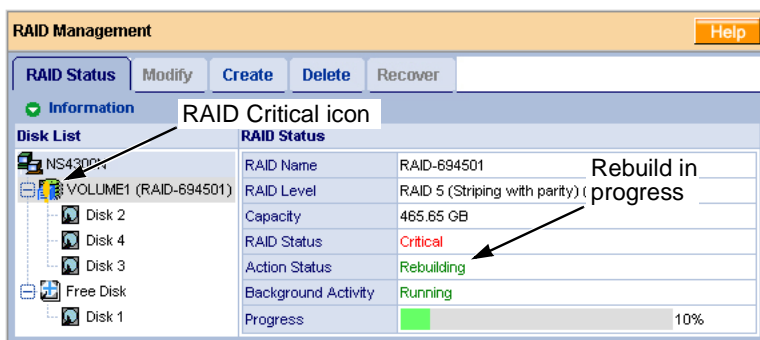 RAID Management
Help
RAID Status
Modify
Create
Delete
Recover
Information
RAID Critical icon
Disk List
RAID Status
NS4300N
VOLUME1 (RAID-694501)
Disk 2
Disk 4
Disk 3
Free Disk
Disk 1
RAID Name
RAID-694501
RAID Level
RAID 5 (Striping with parity) (
Capacity
465.65 GB
RAID Status
Critical
Action Status
Rebuilding
Background Activity
Running
Progress
10%
Rebuild in
progress